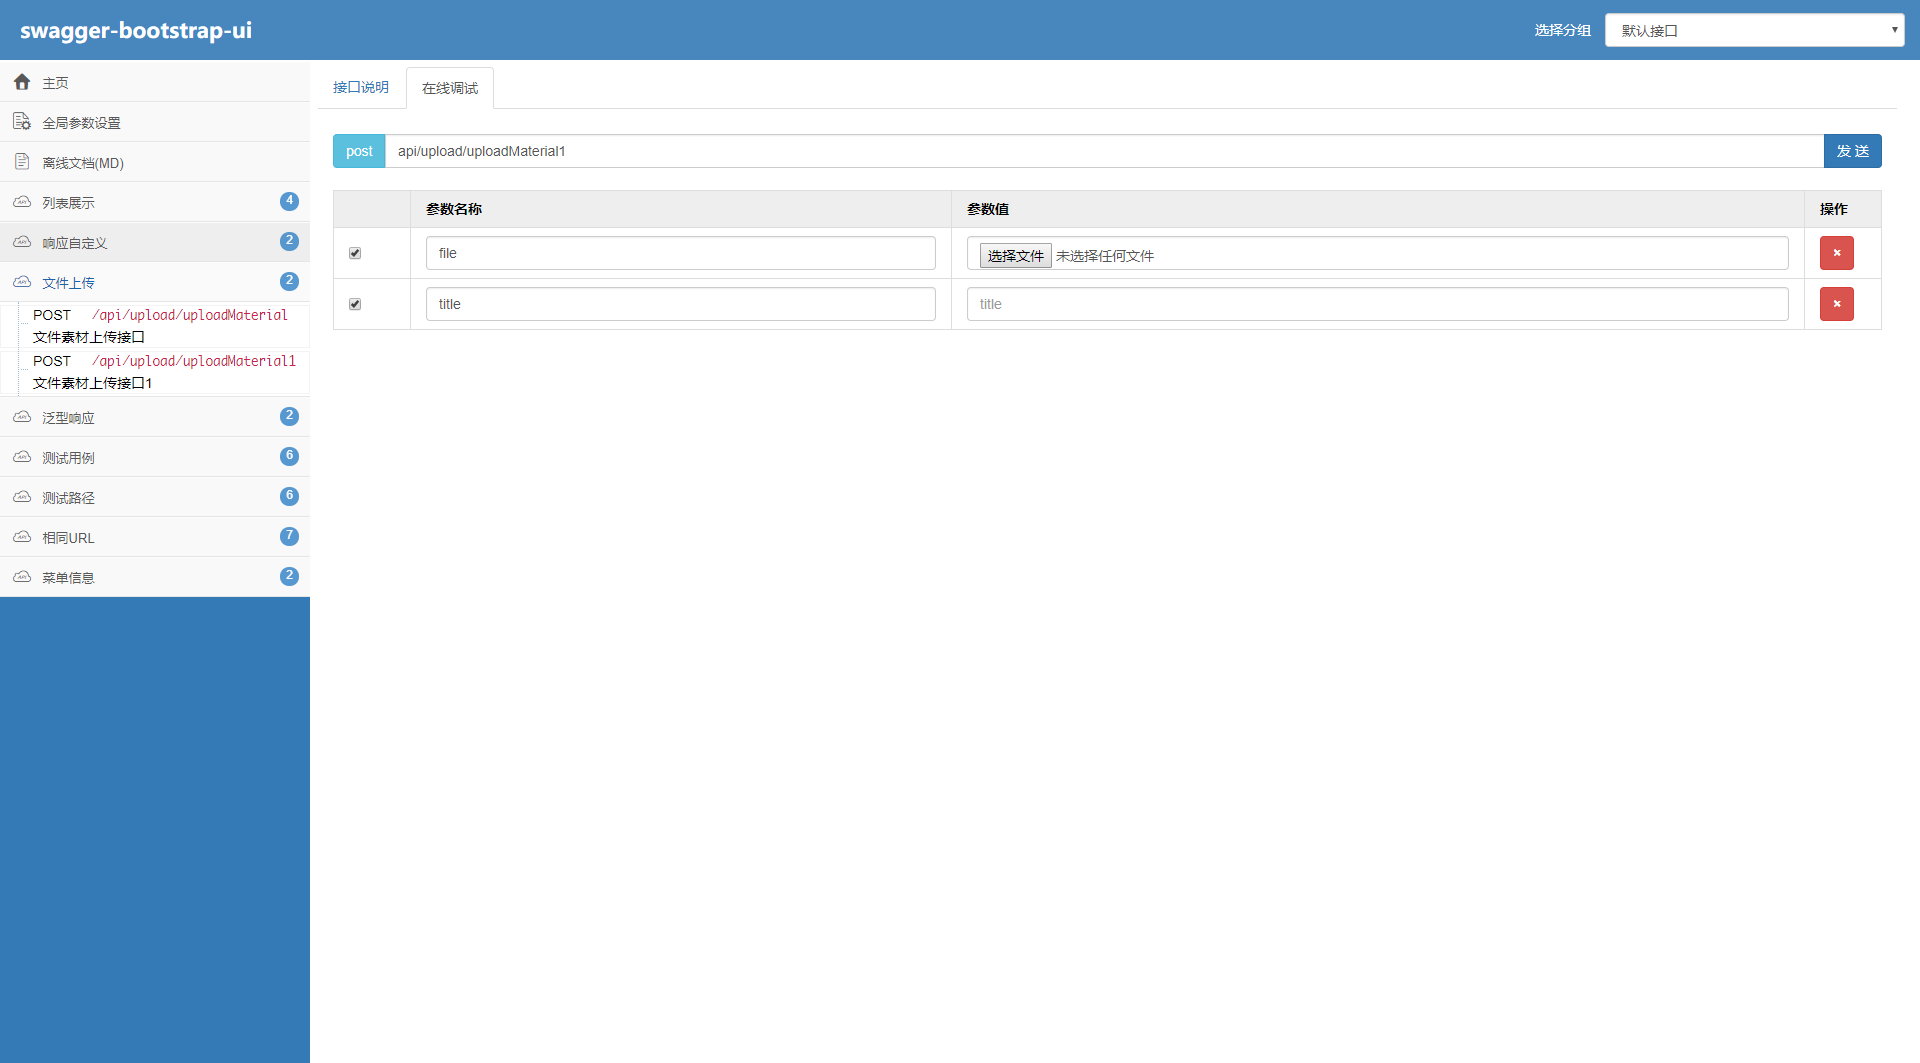 swagger-bootstrap-ui
选择分组
默认接口
主页
全局参数设置
离线文档(MD)
列表展示 4
响应自定义 2
文件上传 2
POST /api/upload/uploadMaterial
文件素材上传接口
POST /api/upload/uploadMaterial1
文件素材上传接口1
泛型响应 2
测试用例 6
测试路径 6
相同URL 7
菜单信息 2
接口说明 在线调试
post api/upload/uploadMaterial1 发 送
参数名称 参数值 操作
file 选择文件 未选择任何文件
title title